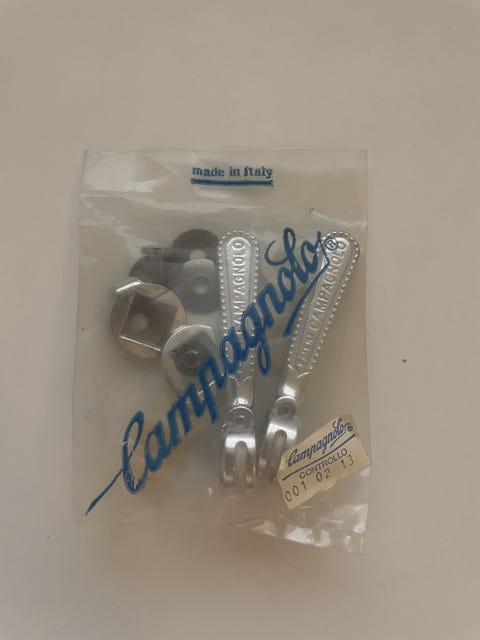 made in Italy
Campagnolo®
CAMPAGNOLO
CAMPAGNOLO
Campagnolo®
CONTROLLO
001 02 13